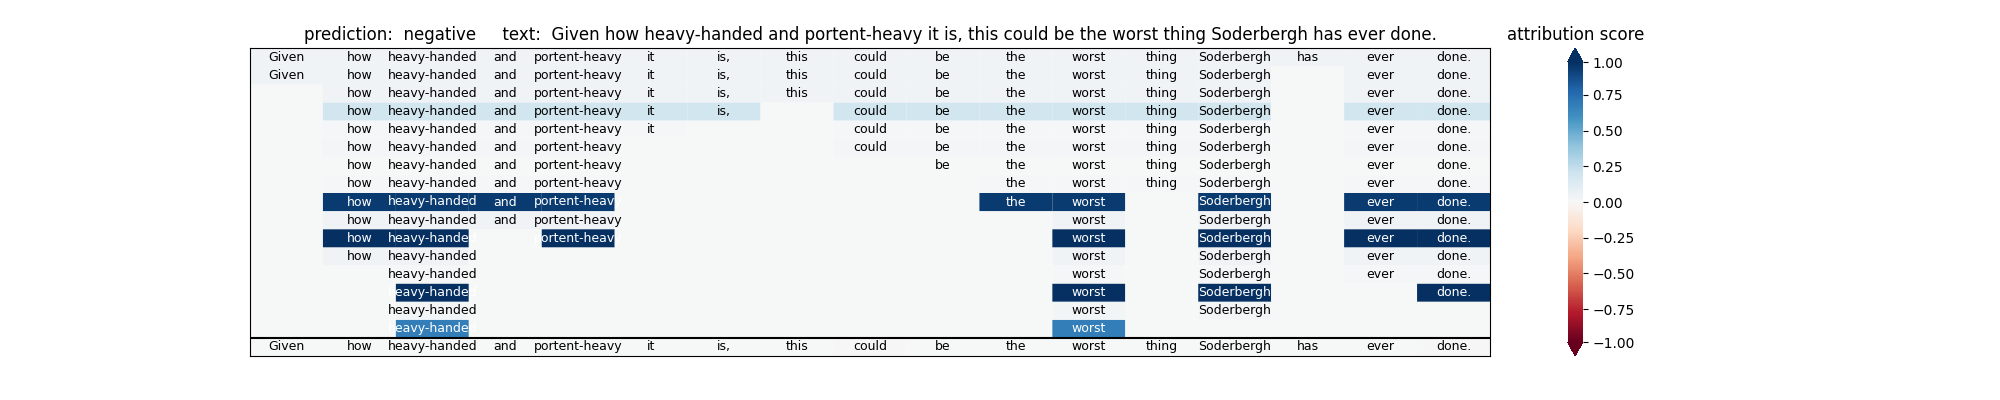 prediction: negative text: Given how heavy-handed and portent-heavy it is, this could be the worst thing Soderbergh has ever done. attribution score
Given how heavy-handed and portent-heavy it is, this could be the worst thing Soderbergh has ever done.
Given how heavy-handed and portent-heavy it is, this could be the worst thing Soderbergh ever done.
how heavy-handed and portent-heavy it is, this could be the worst thing Soderbergh ever done.
how heavy-handed and portent-heavy it is, could be the worst thing Soderbergh ever done.
how heavy-handed and portent-heavy it could be the worst thing Soderbergh ever done.
how heavy-handed and portent-heavy could be the worst thing Soderbergh ever done.
how heavy-handed and portent-heavy be the worst thing Soderbergh ever done.
how heavy-handed and portent-heavy the worst thing Soderbergh ever done.
how heavy-handed and portent-heavy the worst Soderbergh ever done.
how heavy-handed and portent-heavy worst Soderbergh ever done.
how heavy-handed portent-heavy worst Soderbergh ever done.
how heavy-handed worst Soderbergh ever done.
heavy-handed worst Soderbergh ever done.
heavy-handed worst Soderbergh done.
heavy-handed worst Soderbergh
heavy-handed worst
Given how heavy-handed and portent-heavy it is, this could be the worst thing Soderbergh has ever done.
1.00
0.75
0.50
0.25
0.00
−0.25
−0.50
−0.75
−1.00